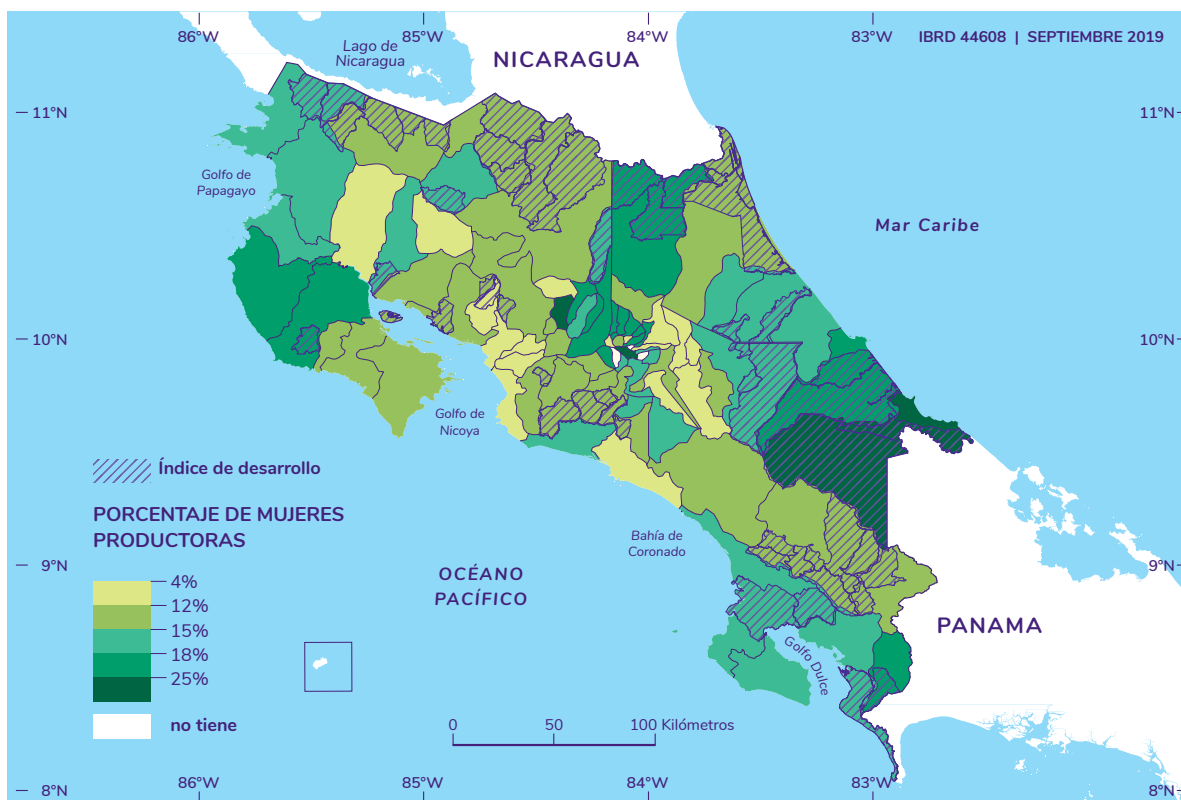 86°W
85°W
84°W
83°W
IBRD 44608 | SEPTIEMBRE 2019
Lago de
Nicaragua
NICARAGUA
11°N
11°N
Golfo de
Papagayo
Mar Caribe
10°N
10°N
Golfo de
Nicoya
Índice de desarrollo
PORCENTAJE DE MUJERES
PRODUCTORAS
4%
12%
15%
18%
25%
no tiene
Bahía de
Coronado
OCÉANO
PACÍFICO
9°N
9°N
PANAMA
Golfo Dulce
0
50
100 Kilómetros
86°W
85°W
84°W
83°W
8°N
8°N